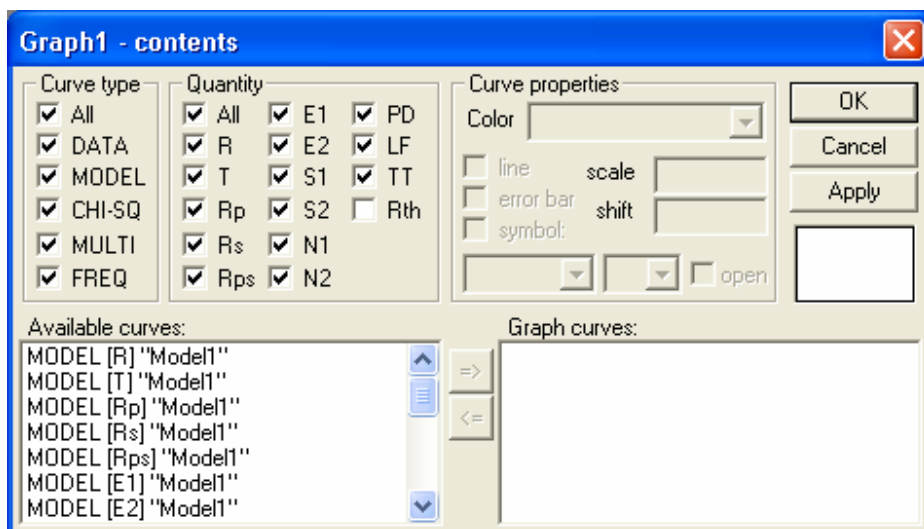 Graph1 - contents
Curve type
All
DATA
MODEL
CHI-SQ
MULTI
FREQ
Quantity
All E1 PD
R E2 LF
T S1 TT
Rp S2 Rth
Rs N1
Rps N2
Curve properties
Color
line scale
error bar shift
symbol:
open
OK
Cancel
Apply
Available curves:
MODEL [R] "Model1"
MODEL [T] "Model1"
MODEL [Rp] "Model1"
MODEL [Rs] "Model1"
MODEL [Rps] "Model1"
MODEL [E1] "Model1"
MODEL [E2] "Model1"
=>
<=
Graph curves: